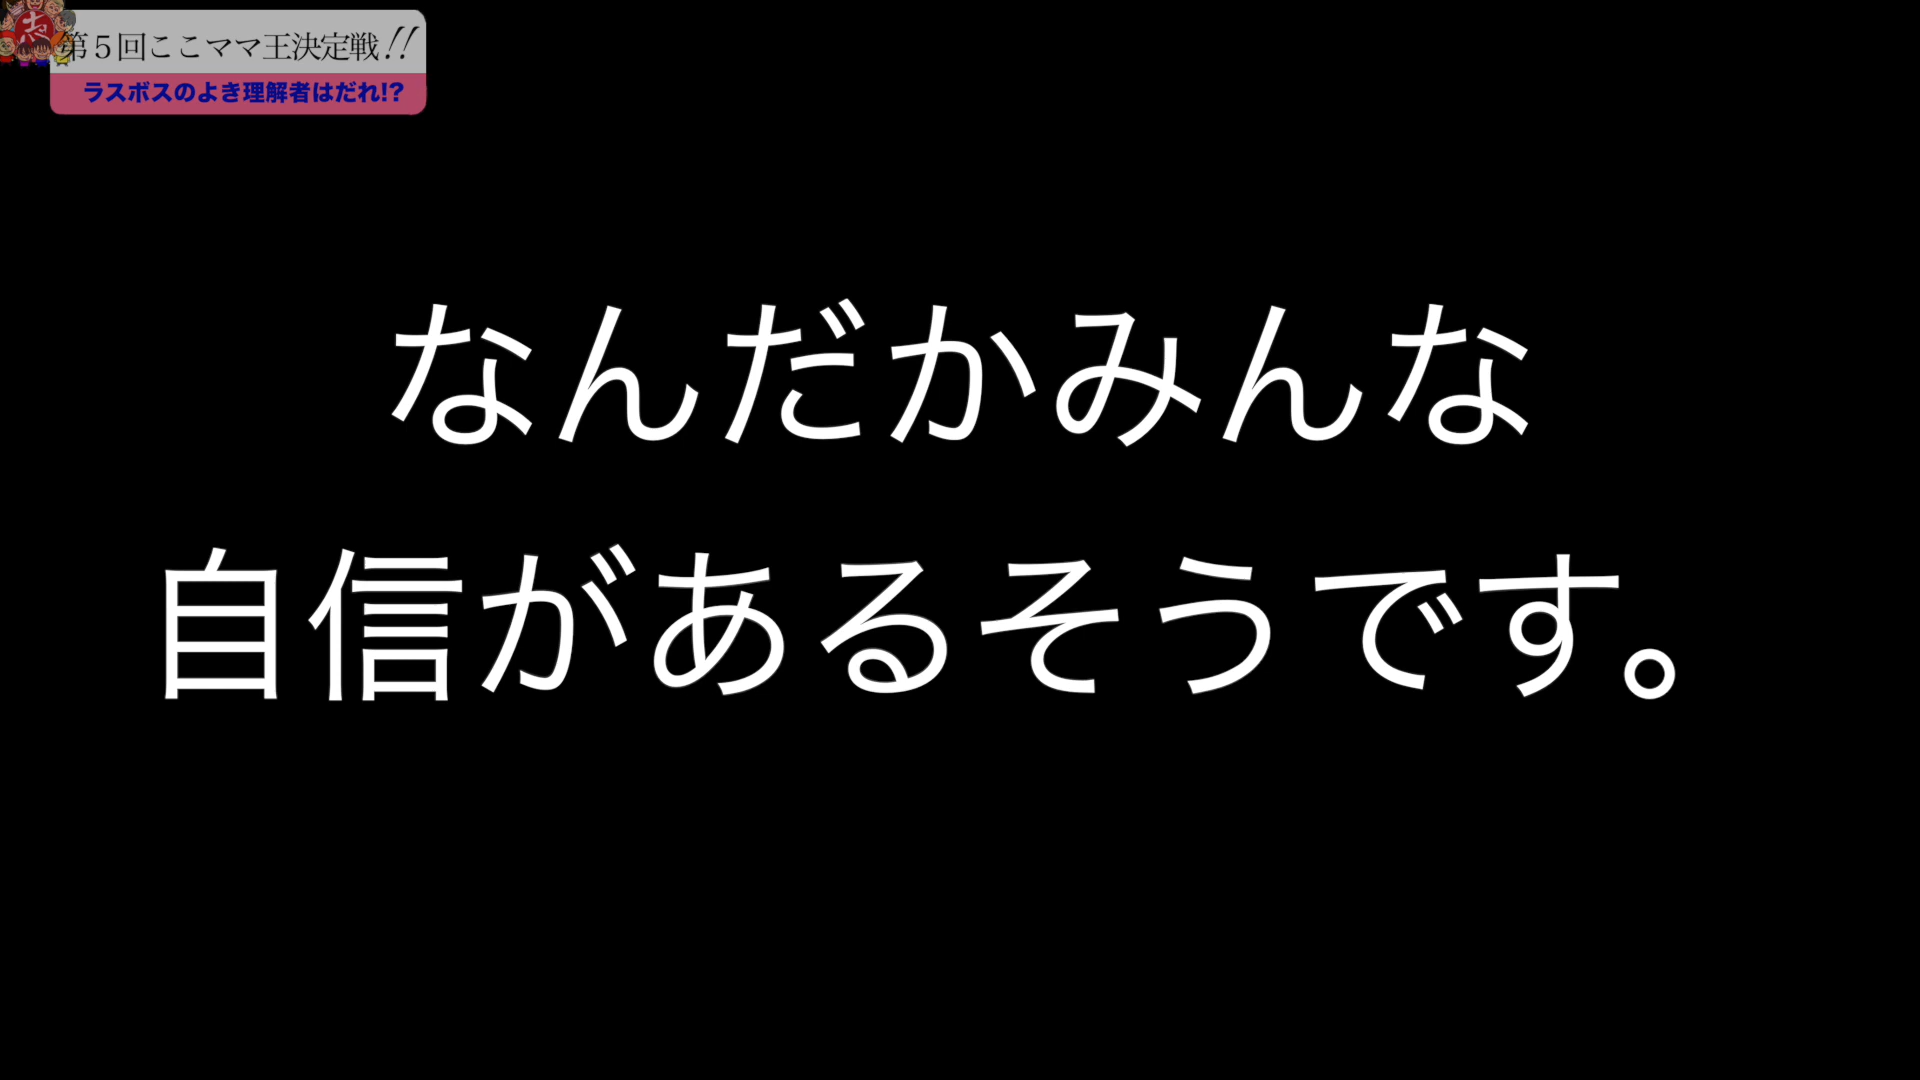 第５回ここママ王決定戦!!
ラスボスのよき理解者はだれ!?
なんだかみんな
自信があるそうです。